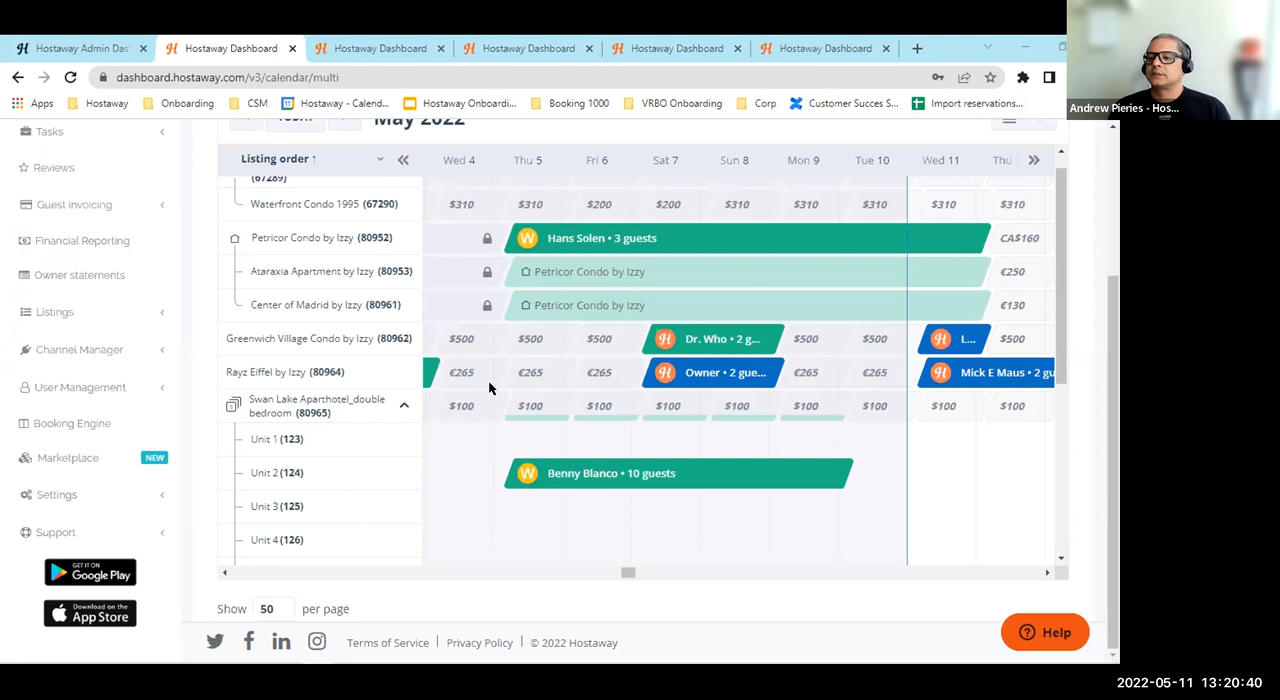 Hostaway Admin Das
Hostaway Dashboard
Hostaway Dashboard
Hostaway Dashboard
Hostaway Dashboard
Hostaway Dashboard
dashboard.hostaway.com/v3/calendar/multi
Apps
Hostaway
Onboarding
CSM
Hostaway - Calend...
Hostaway Onboardi...
Booking 1000
VRBO Onboarding
Corp
Customer Succes S...
Import reservations...
Andrew Pieries - Hos...
Tasks
Reviews
Guest invoicing
Financial Reporting
Owner statements
Listings
Channel Manager
User Management
Booking Engine
Marketplace NEW
Settings
Support
GET IT ON
Google Play
Download on the
App Store
May 2022
Listing order ↑ Wed 4 Thu 5 Fri 6 Sat 7 Sun 8 Mon 9 Tue 10 Wed 11 Thu
(67289)
Waterfront Condo 1995 (67290) $310 $310 $200 $200 $310 $310 $310 $310 $310
Petricor Condo by Izzy (80952) W Hans Solen • 3 guests CA$160
Ataraxia Apartment by Izzy (80953) Petricor Condo by Izzy €250
Center of Madrid by Izzy (80961) Petricor Condo by Izzy €130
Greenwich Village Condo by Izzy (80962) $500 $500 $500 Dr. Who • 2 g... $500 $500 L... $500
Rayz Eiffel by Izzy (80964) €265 €265 €265 Owner • 2 gue... €265 €265 Mick E Maus • 2 gu
Swan Lake Aparthotel_double
bedroom (80965) $100 $100 $100 $100 $100 $100 $100 $100 $100
Unit 1 (123)
Unit 2 (124) W Benny Blanco • 10 guests
Unit 3 (125)
Unit 4 (126)
Show 50 per page
Terms of Service | Privacy Policy | © 2022 Hostaway
Help
2022-05-11 13:20:40